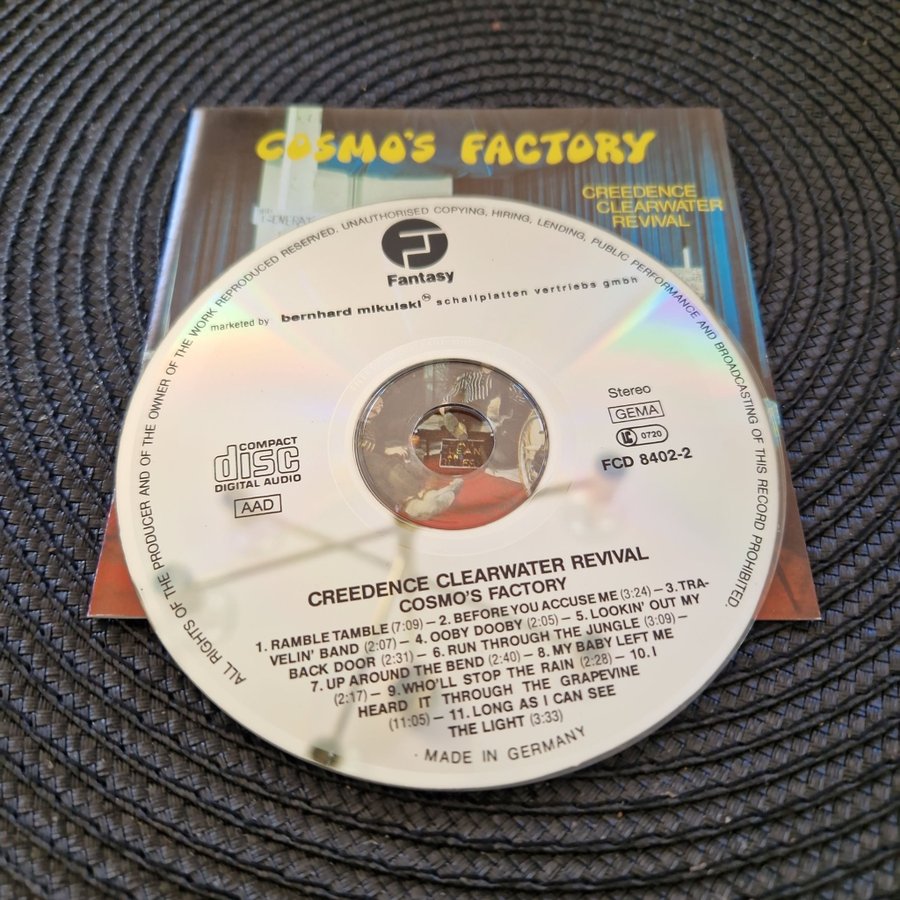 COSMO'S FACTORY
CREEDENCE
CLEARWATER
REVIVAL
ALL RIGHTS OF THE PRODUCER AND OF THE OWNER OF THE WORK REPRODUCED RESERVED. UNAUTHORISED COPYING, HIRING, LENDING, PUBLIC PERFORMANCE AND BROADCASTING OF THIS RECORD PROHIBITED.
Fantasy
marketed by bernhard mikulski schallplatten vertriebs gmbh
Stereo
GEMA
LC 0720
FCD 8402-2
COMPACT
disc
DIGITAL AUDIO
AAD
CREEDENCE CLEARWATER REVIVAL
COSMO'S FACTORY
1. RAMBLE TAMBLE (7:09) – 2. BEFORE YOU ACCUSE ME (3:24) – 3. TRA-
VELIN' BAND (2:07) – 4. OOBY DOOBY (2:05) – 5. LOOKIN' OUT MY
BACK DOOR (2:31) – 6. RUN THROUGH THE JUNGLE (3:09) –
7. UP AROUND THE BEND (2:40) – 8. MY BABY LEFT ME
(2:17) – 9. WHO'LL STOP THE RAIN (2:28) – 10. I
HEARD IT THROUGH THE GRAPEVINE
(11:05) – 11. LONG AS I CAN SEE
THE LIGHT (3:33)
· MADE IN GERMANY